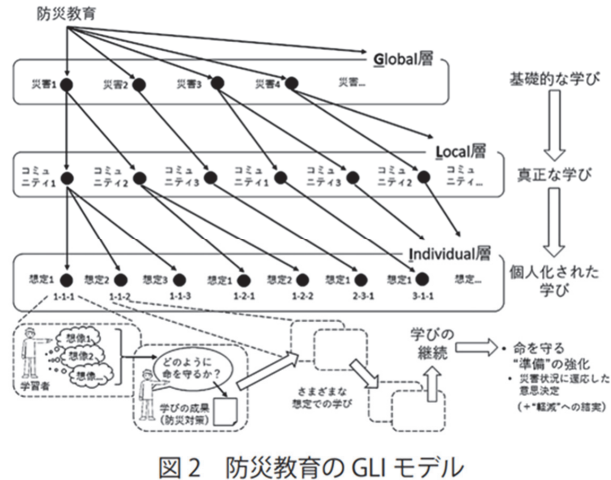 防災教育
Global層
災害1
災害2
災害3
災害4
災害...
基礎的な学び
Local層
コミュ
ニティ1
コミュ
ニティ2
コミュ
ニティ3
コミュ
ニティ1
コミュ
ニティ3
コミュ
ニティ2
コミュ
ニティ...
真正な学び
Individual層
想定1
想定2
想定3
想定1
想定2
想定1
想定1
想定...
1-1-1
1-1-2
1-1-3
1-2-1
1-2-2
2-3-1
3-1-1
個人化された
学び
想像1
想像2
想像...
学習者
どのように
命を守るか？
学びの成果
（防災対策）
さまざまな
想定での学び
学びの
継続
• 命を守る
“準備”の強化
• 災害状況に適応した
意思決定
（＋“軽減”への踏案）
図2 防災教育の GLI モデル